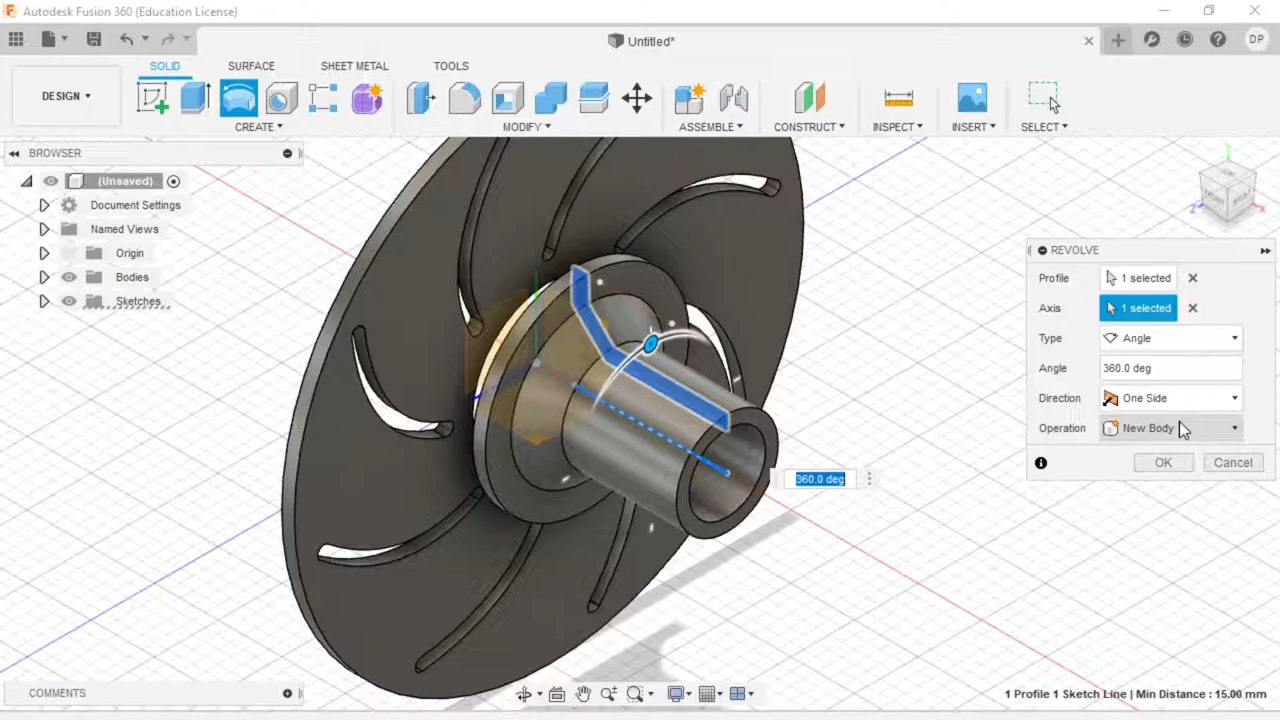 Autodesk Fusion 360 (Education License)
Untitled*
DP
SOLID SURFACE SHEET METAL TOOLS
DESIGN
CREATE MODIFY ASSEMBLE CONSTRUCT INSPECT INSERT SELECT
BROWSER
(Unsaved)
Document Settings
Named Views
Origin
Bodies
Sketches
REVOLVE
Profile 1 selected
Axis 1 selected
Type Angle
Angle 360.0 deg
Direction One Side
Operation New Body
OK Cancel
360.0 deg
COMMENTS
1 Profile 1 Sketch Line | Min Distance : 15.00 mm